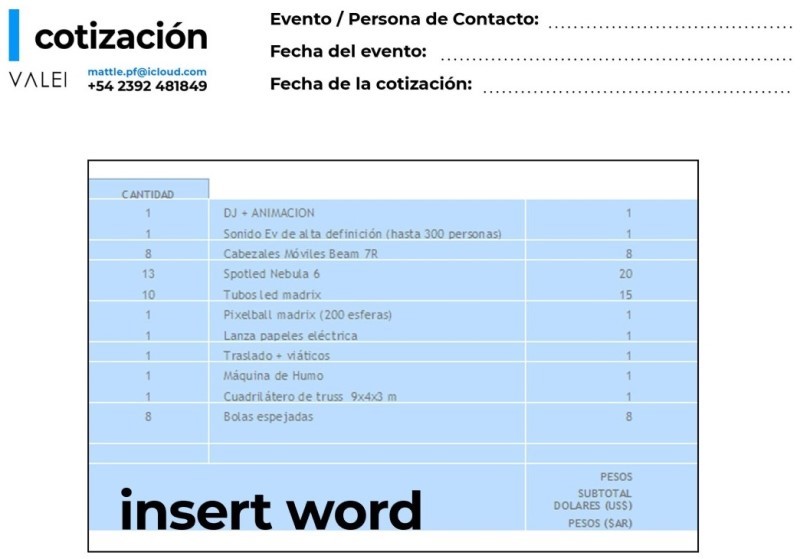 cotización
VALEI
mattle.pf@icloud.com
+54 2392 481849
Evento / Persona de Contacto:
Fecha del evento:
Fecha de la cotización:
CANTIDAD
1 DJ + ANIMACION 1
1 Sonido Ev de alta definición (hasta 300 personas) 1
8 Cabezales Móviles Beam 7R 8
13 Spotled Nebula 6 20
10 Tubos led madrix 15
1 Pixelball madrix (200 esferas) 1
1 Lanza papeles eléctrica 1
1 Traslado + viáticos 1
1 Máquina de Humo 1
1 Cuadrilátero de truss 9x4x3 m 1
8 Bolas espejadas 8
PESOS
SUBTOTAL
DOLARES (US$)
PESOS ($AR)
insert word